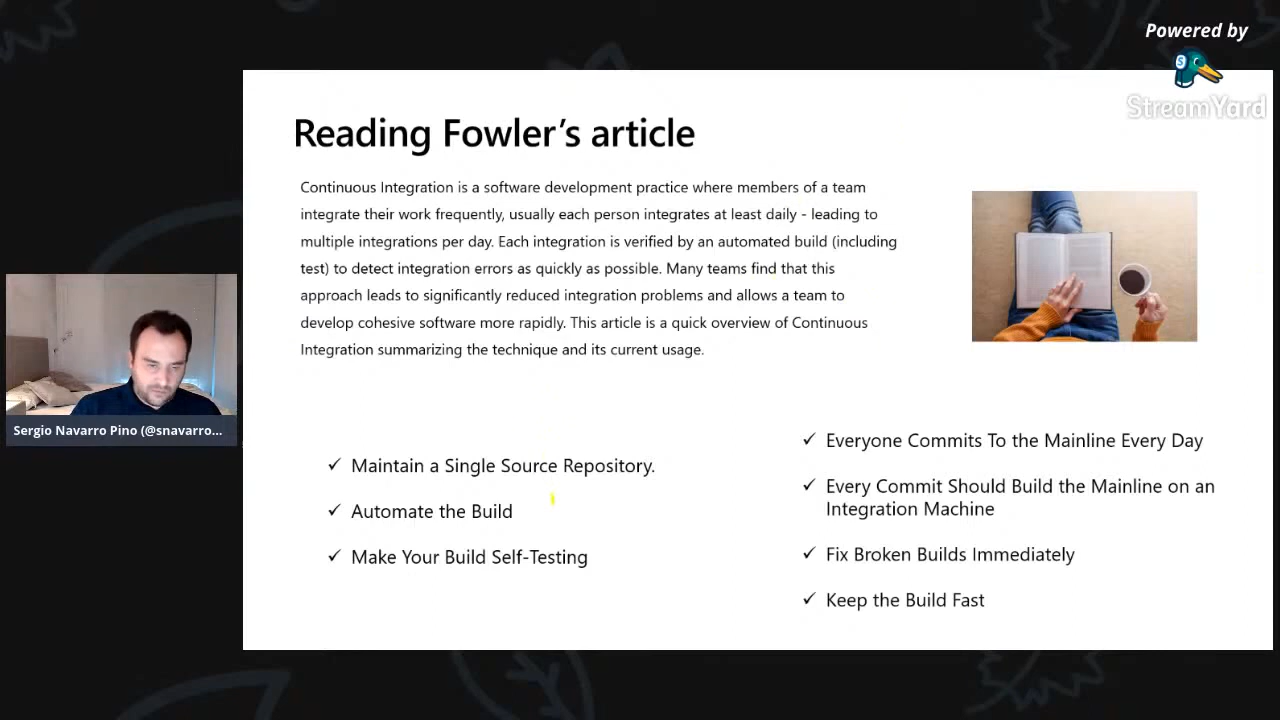 Powered by
StreamYard
Reading Fowler's article
Continuous Integration is a software development practice where members of a team
integrate their work frequently, usually each person integrates at least daily - leading to
multiple integrations per day. Each integration is verified by an automated build (including
test) to detect integration errors as quickly as possible. Many teams find that this
approach leads to significantly reduced integration problems and allows a team to
develop cohesive software more rapidly. This article is a quick overview of Continuous
Integration summarizing the technique and its current usage.
Sergio Navarro Pino (@snavarro...
✓ Maintain a Single Source Repository.
✓ Automate the Build
✓ Make Your Build Self-Testing
✓ Everyone Commits To the Mainline Every Day
✓ Every Commit Should Build the Mainline on an
Integration Machine
✓ Fix Broken Builds Immediately
✓ Keep the Build Fast